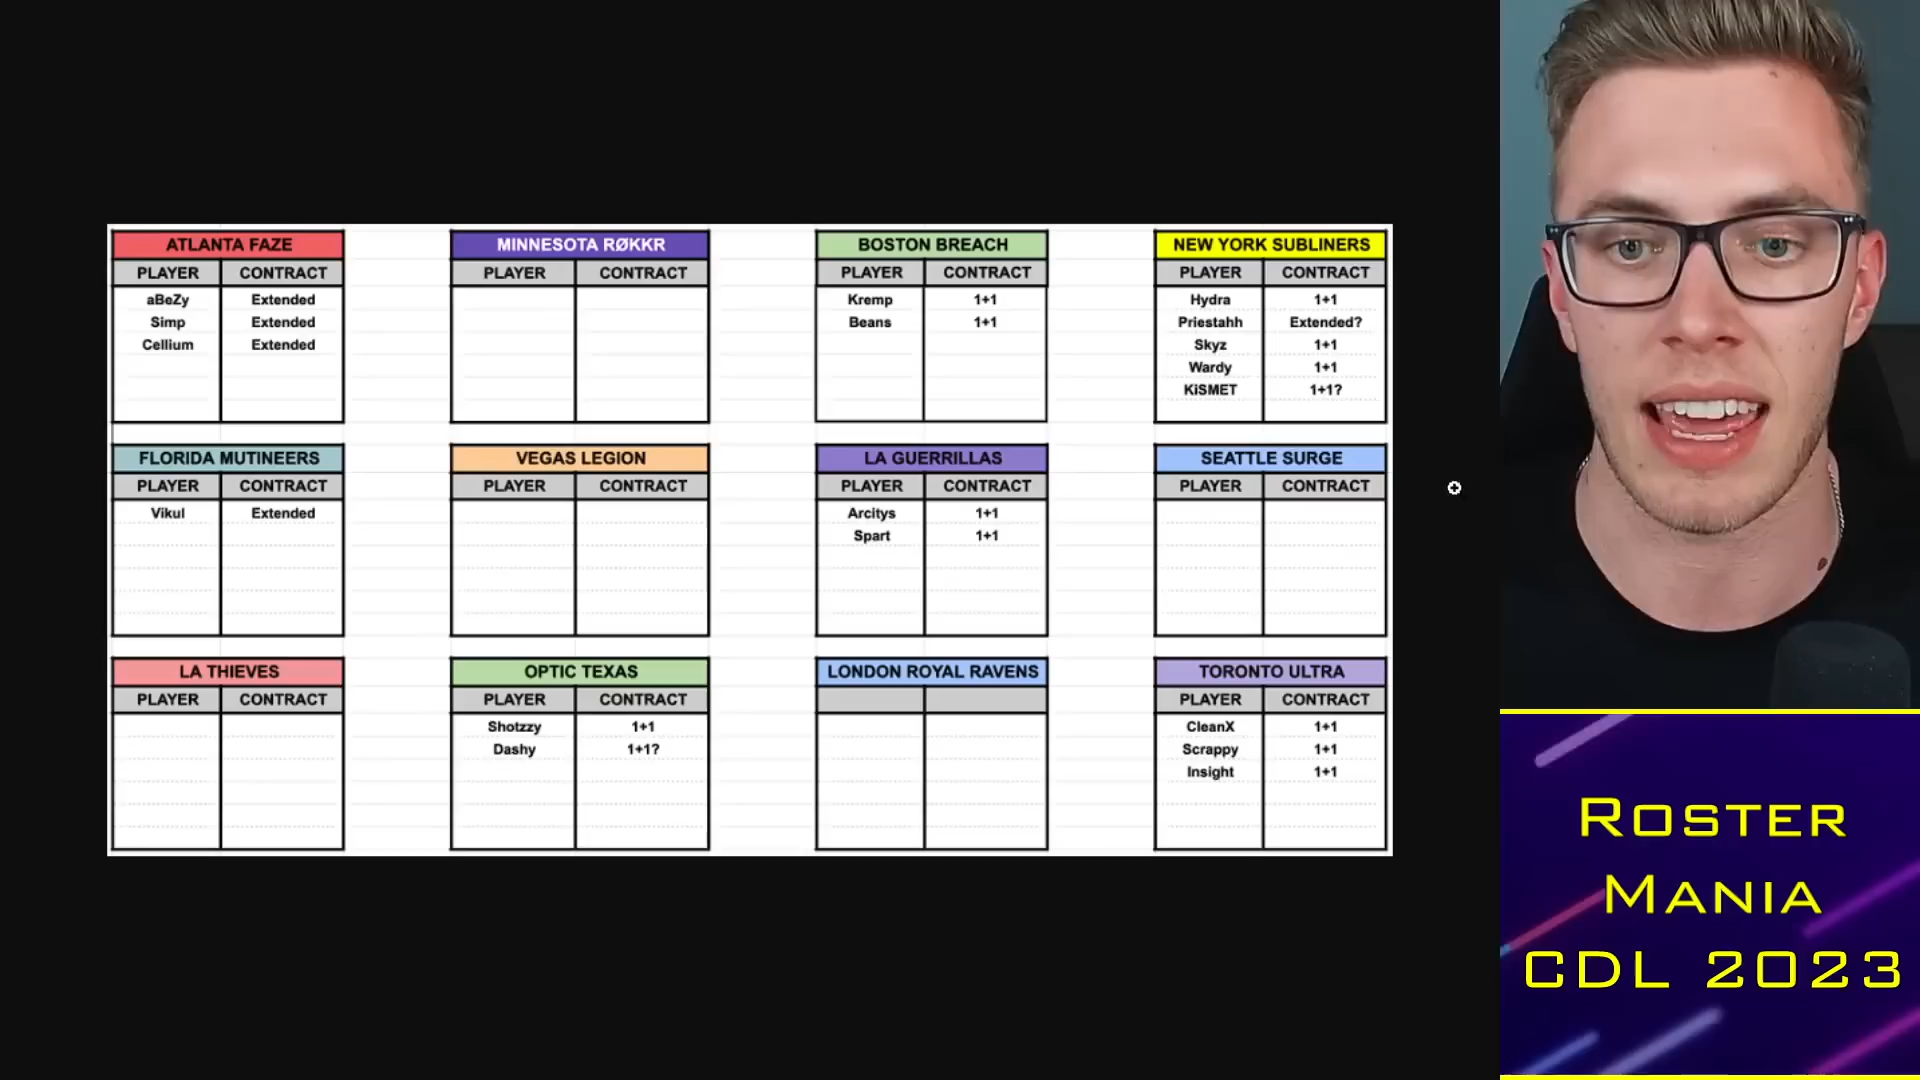 ATLANTA FAZE
PLAYER CONTRACT
aBeZy Extended
Simp Extended
Cellium Extended
MINNESOTA RØKKR
PLAYER CONTRACT
BOSTON BREACH
PLAYER CONTRACT
Kremp 1+1
Beans 1+1
NEW YORK SUBLINERS
PLAYER CONTRACT
Hydra 1+1
Priestahh Extended?
Skyz 1+1
Wardy 1+1
KiSMET 1+1?
FLORIDA MUTINEERS
PLAYER CONTRACT
Vikul Extended
VEGAS LEGION
PLAYER CONTRACT
LA GUERRILLAS
PLAYER CONTRACT
Arcitys 1+1
Spart 1+1
SEATTLE SURGE
PLAYER CONTRACT
LA THIEVES
PLAYER CONTRACT
OPTIC TEXAS
PLAYER CONTRACT
Shotzzy 1+1
Dashy 1+1?
LONDON ROYAL RAVENS
TORONTO ULTRA
PLAYER CONTRACT
CleanX 1+1
Scrappy 1+1
Insight 1+1
ROSTER
MANIA
CDL 2023